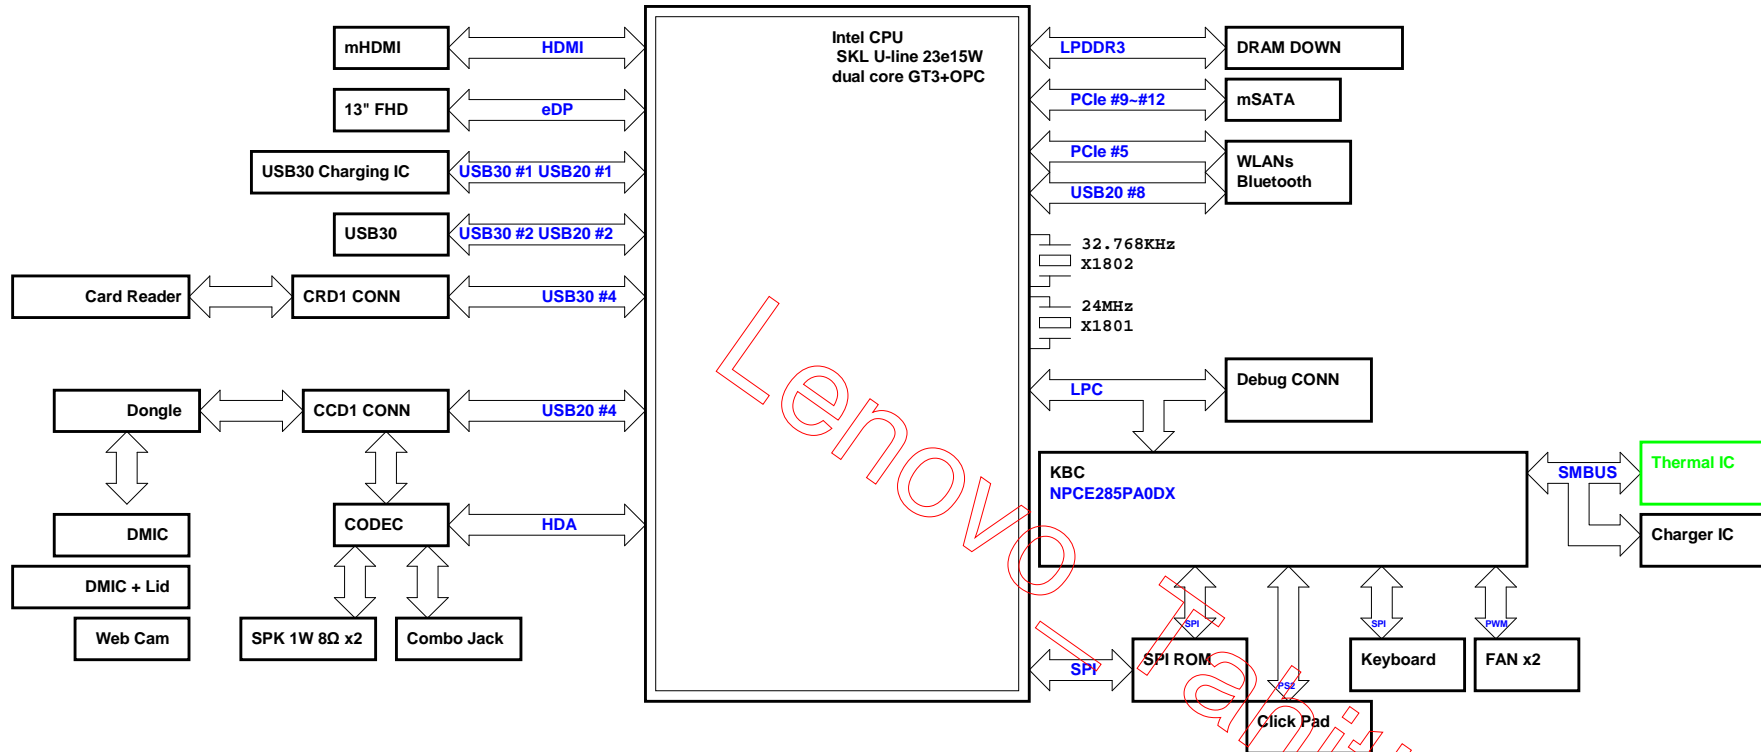 mHDMI
HDMI
Intel CPU
SKL U-line 23e15W
dual core GT3+OPC
LPDDR3
DRAM DOWN
13" FHD
eDP
PCIe #9~#12
mSATA
USB30 Charging IC
USB30 #1 USB20 #1
PCIe #5
WLANs
Bluetooth
USB20 #8
USB30
USB30 #2 USB20 #2
32.768KHz
X1802
Card Reader
CRD1 CONN
USB30 #4
24MHz
X1801
Dongle
CCD1 CONN
USB20 #4
LPC
Debug CONN
KBC
NPCE285PA0DX
SMBUS
Thermal IC
Charger IC
DMIC
CODEC
HDA
DMIC + Lid
Web Cam
SPK 1W 8Ω x2
Combo Jack
SPI
SPI ROM
SPI
PS2
Click Pad
SPI
Keyboard
PWM
FAN x2
Lenovo